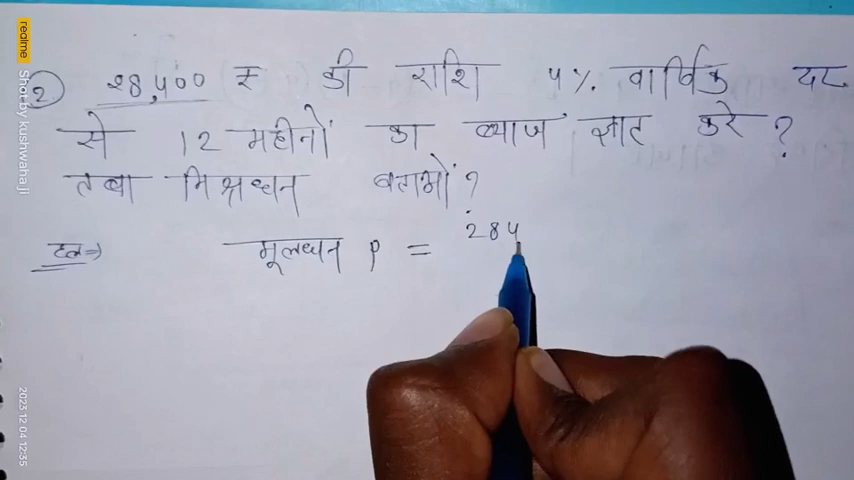 ② 28,400 ₹ की राशि 4% वार्षिक दर
से 12 महीनों का ब्याज ज्ञात करे ?
तथा मिश्रधन बताओं ?
हल⇒ मूलधन P = 284
realme Shot by kushwaha ji
2023 12 04 12:35